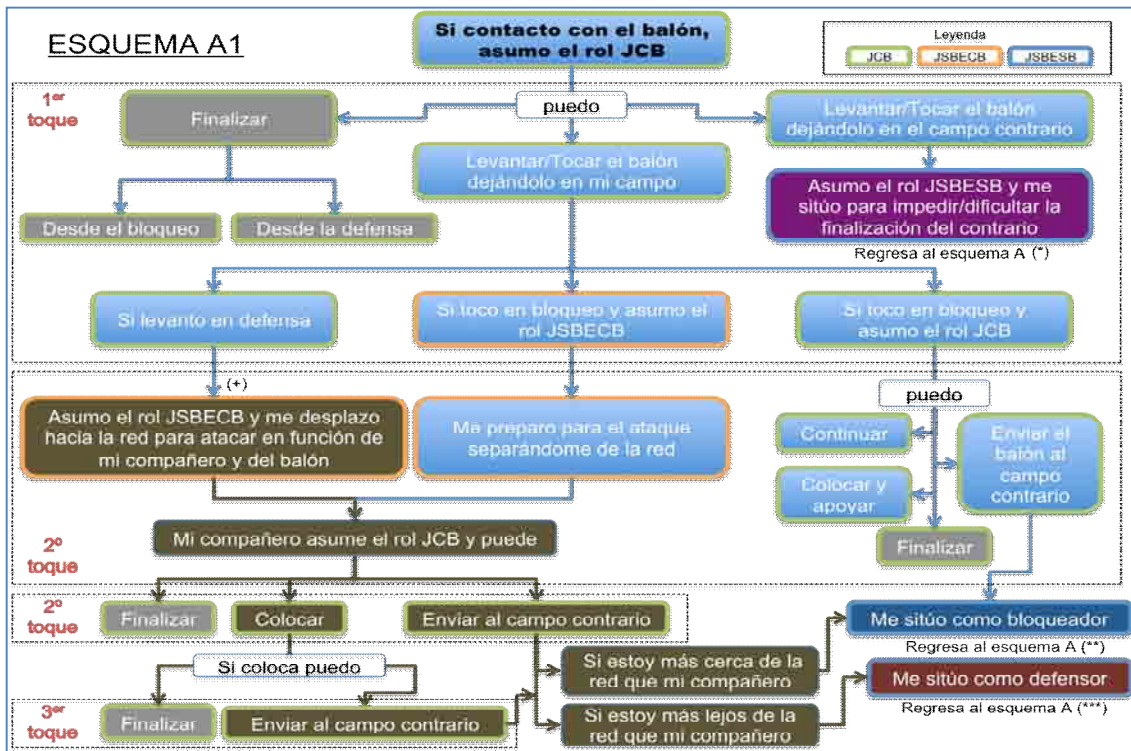 ESQUEMA A1
Si contacto con el balón,
asumo el rol JCB
Leyenda
JCB
JSBECB
JSBESB
1er
toque
Finalizar
puedo
Levantar/Tocar el balón
dejándolo en el campo contrario
Levantar/Tocar el balón
dejándolo en mi campo
Asumo el rol JSBESB y me
sitúo para impedir/dificultar la
finalización del contrario
Regresa al esquema A (*)
Desde el bloqueo
Desde la defensa
Si levanto en defensa
Si toco en bloqueo y asumo el
rol JSBECB
Si toco en bloqueo y
asumo el rol JCB
(+)
Asumo el rol JSBECB y me desplazo
hacia la red para atacar en función de
mi compañero y del balón
Me preparo para el ataque
separándome de la red
puedo
Continuar
Enviar el
balón al
campo
contrario
Colocar y
apoyar
Finalizar
2º
toque
Mi compañero asume el rol JCB y puede
2º
toque
Finalizar
Colocar
Enviar al campo contrario
Me sitúo como bloqueador
Regresa al esquema A (**)
Si coloca puedo
Si estoy más cerca de la
red que mi compañero
Me sitúo como defensor
Regresa al esquema A (***)
3er
toque
Finalizar
Enviar al campo contrario
Si estoy más lejos de la
red que mi compañero